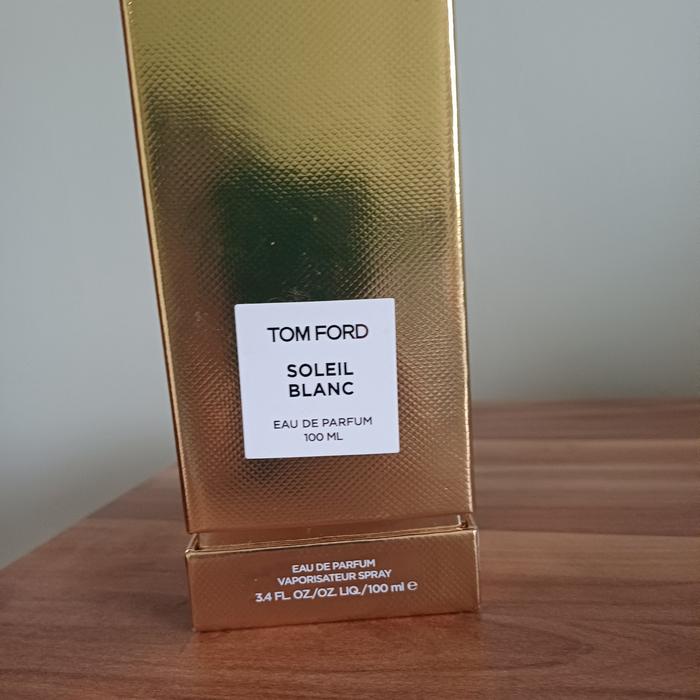 TOM FORD
SOLEIL
BLANC
EAU DE PARFUM
100 ML
EAU DE PARFUM
VAPORISATEUR SPRAY
3.4 FL. OZ./OZ. LIQ./100 ml ℮